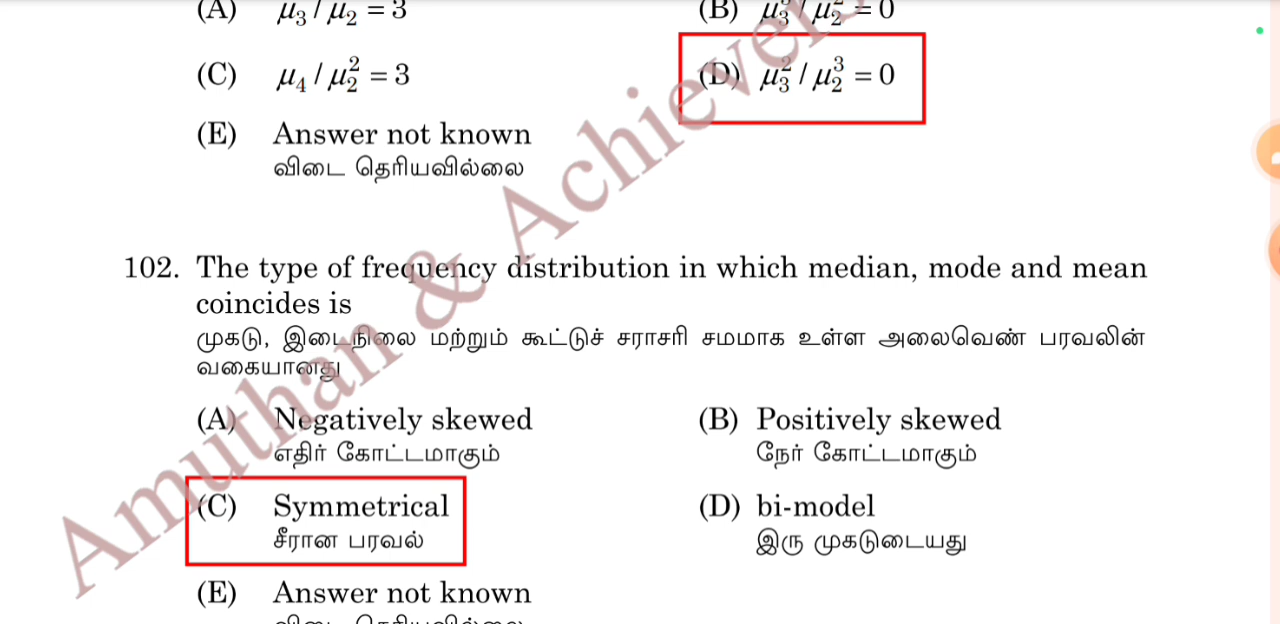 (A) μ3 / μ2 = 3 (B) μ3² / μ2² = 0
(C) μ4 / μ2² = 3 (D) μ3² / μ2³ = 0
(E) Answer not known
விடை தெரியவில்லை
102. The type of frequency distribution in which median, mode and mean
coincides is
முகடு, இடைநிலை மற்றும் கூட்டுச் சராசரி சமமாக உள்ள அலைவெண் பரவலின்
வகையானது
(A) Negatively skewed (B) Positively skewed
எதிர் கோட்டமாகும் நேர் கோட்டமாகும்
(C) Symmetrical (D) bi-model
சீரான பரவல் இரு முகடுடையது
(E) Answer not known
Amuthan & Achievers